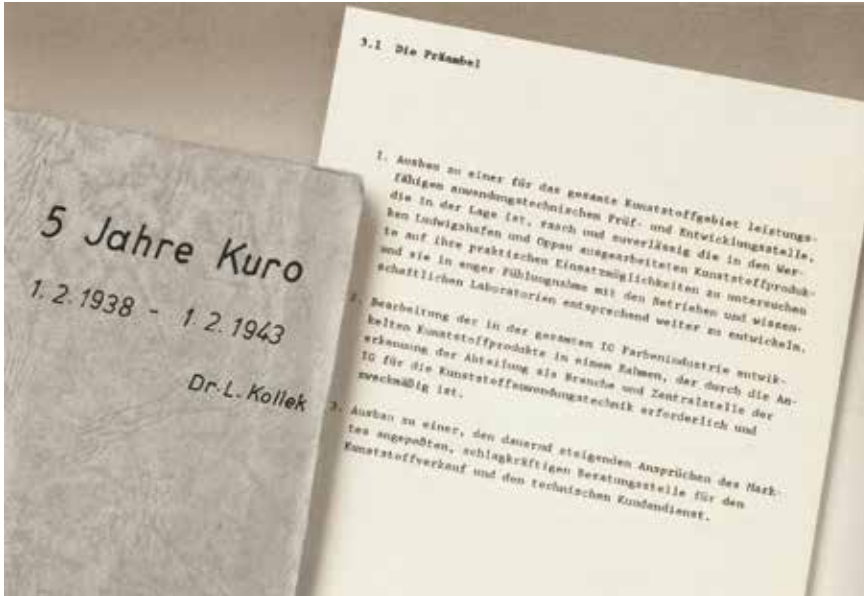 5 Jahre Kuro
1. 2. 1938 - 1. 2. 1943
Dr. L. Kollek
3.1 Die Präambel
1. Ausbau zu einer für das gesamte Kunststoffgebiet leistungs-
fähigen anwendungstechnischen Prüf- und Entwicklungsstelle,
die in der Lage ist, rasch und zuverlässig die in den Wer-
ken Ludwigshafen und Oppau ausgearbeiteten Kunststoffproduk-
te auf ihre praktischen Einsatzmöglichkeiten zu untersuchen
und sie in enger Fühlungnahme mit den Betrieben und wissen-
schaftlichen Laboratorien entsprechend weiter zu entwickeln.
2. Bearbeitung der in der gesamten IG Farbenindustrie entwik-
kelten Kunststoffprodukte in einem Rahmen, der durch die An-
erkennung der Abteilung als Branche und Zentralstelle der
IG für die Kunststoffanwendungstechnik erforderlich und
zweckmäßig ist.
3. Ausbau zu einer, den dauernd steigenden Ansprüchen des Mark-
tes angepaßten, schlagkräftigen Beratungsstelle für den
Kunststoffverkauf und den technischen Kundendienst.